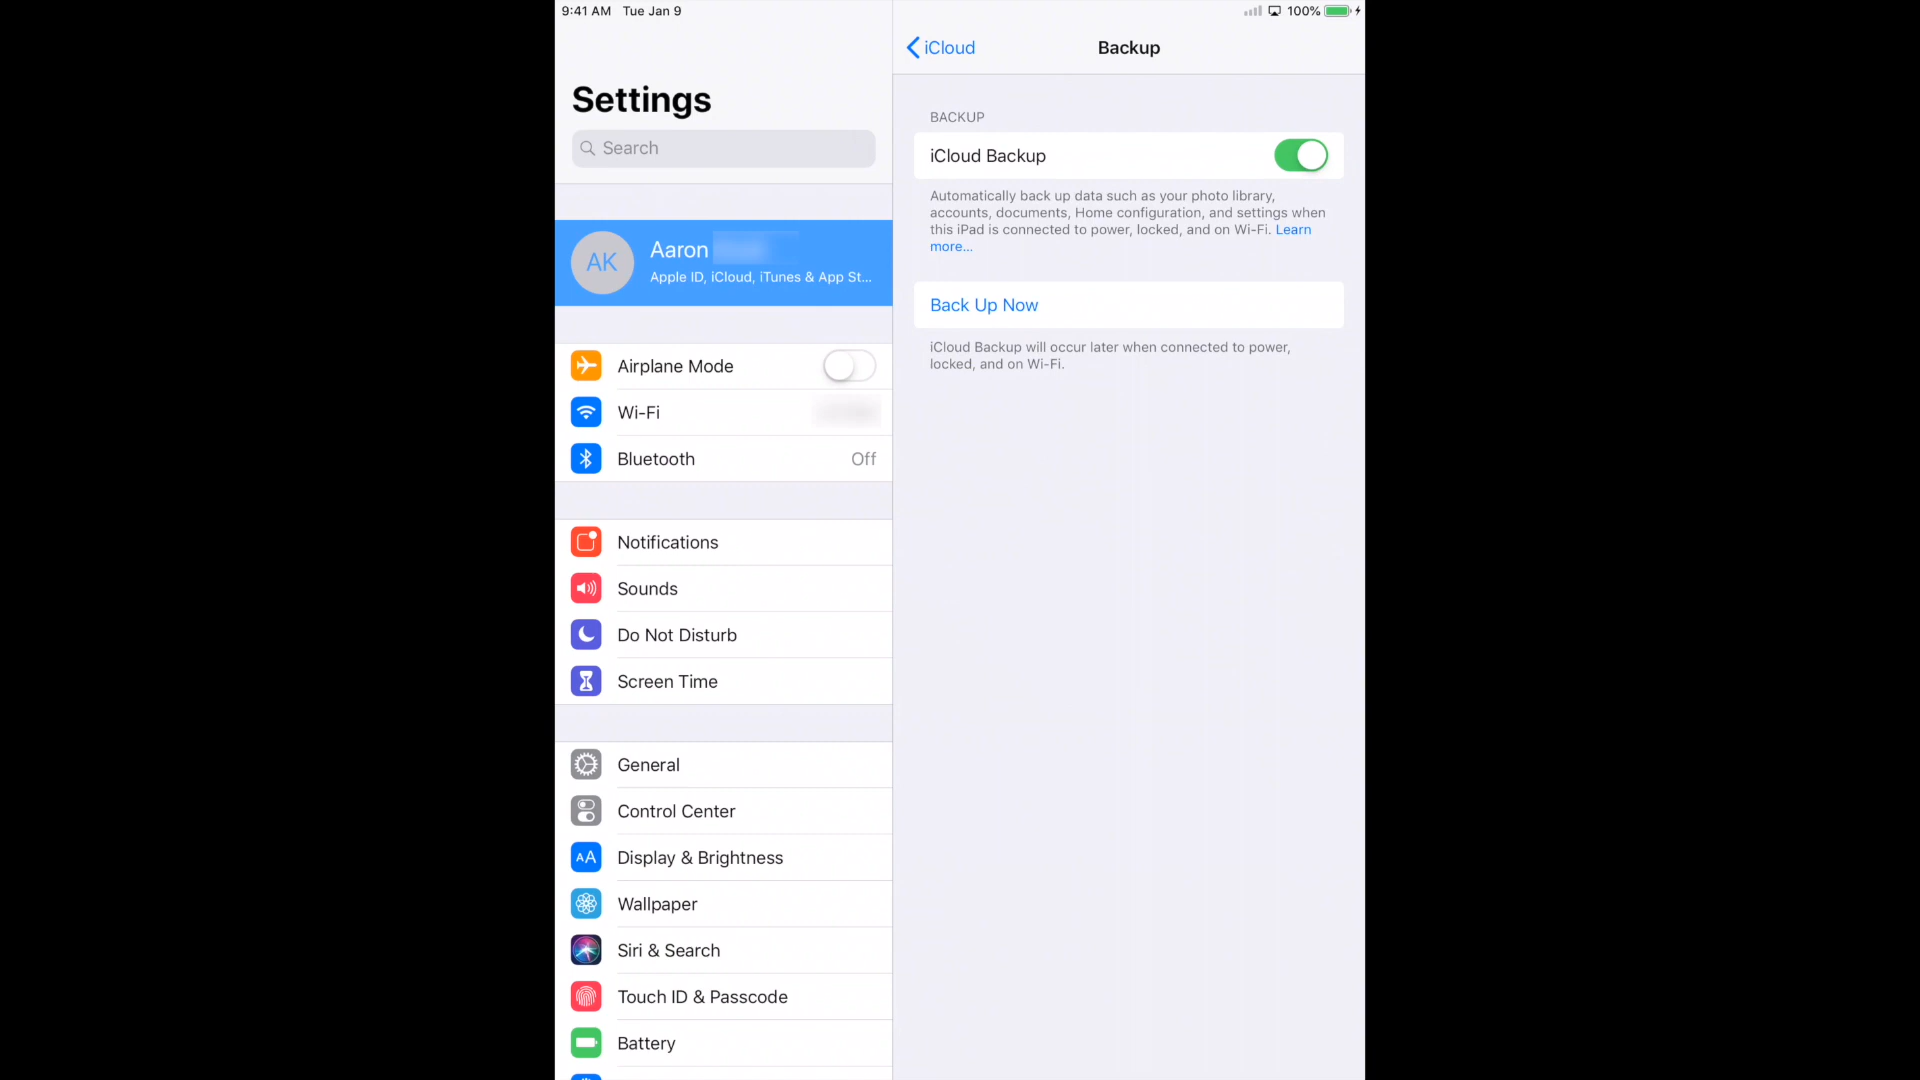 9:41 AM Tue Jan 9
100%
Settings
Search
AK
Aaron
Apple ID, iCloud, iTunes & App St...
Airplane Mode
Wi-Fi
Bluetooth Off
Notifications
Sounds
Do Not Disturb
Screen Time
General
Control Center
AA
Display & Brightness
Wallpaper
Siri & Search
Touch ID & Passcode
Battery
iCloud
Backup
BACKUP
iCloud Backup
Automatically back up data such as your photo library,
accounts, documents, Home configuration, and settings when
this iPad is connected to power, locked, and on Wi-Fi. Learn
more...
Back Up Now
iCloud Backup will occur later when connected to power,
locked, and on Wi-Fi.